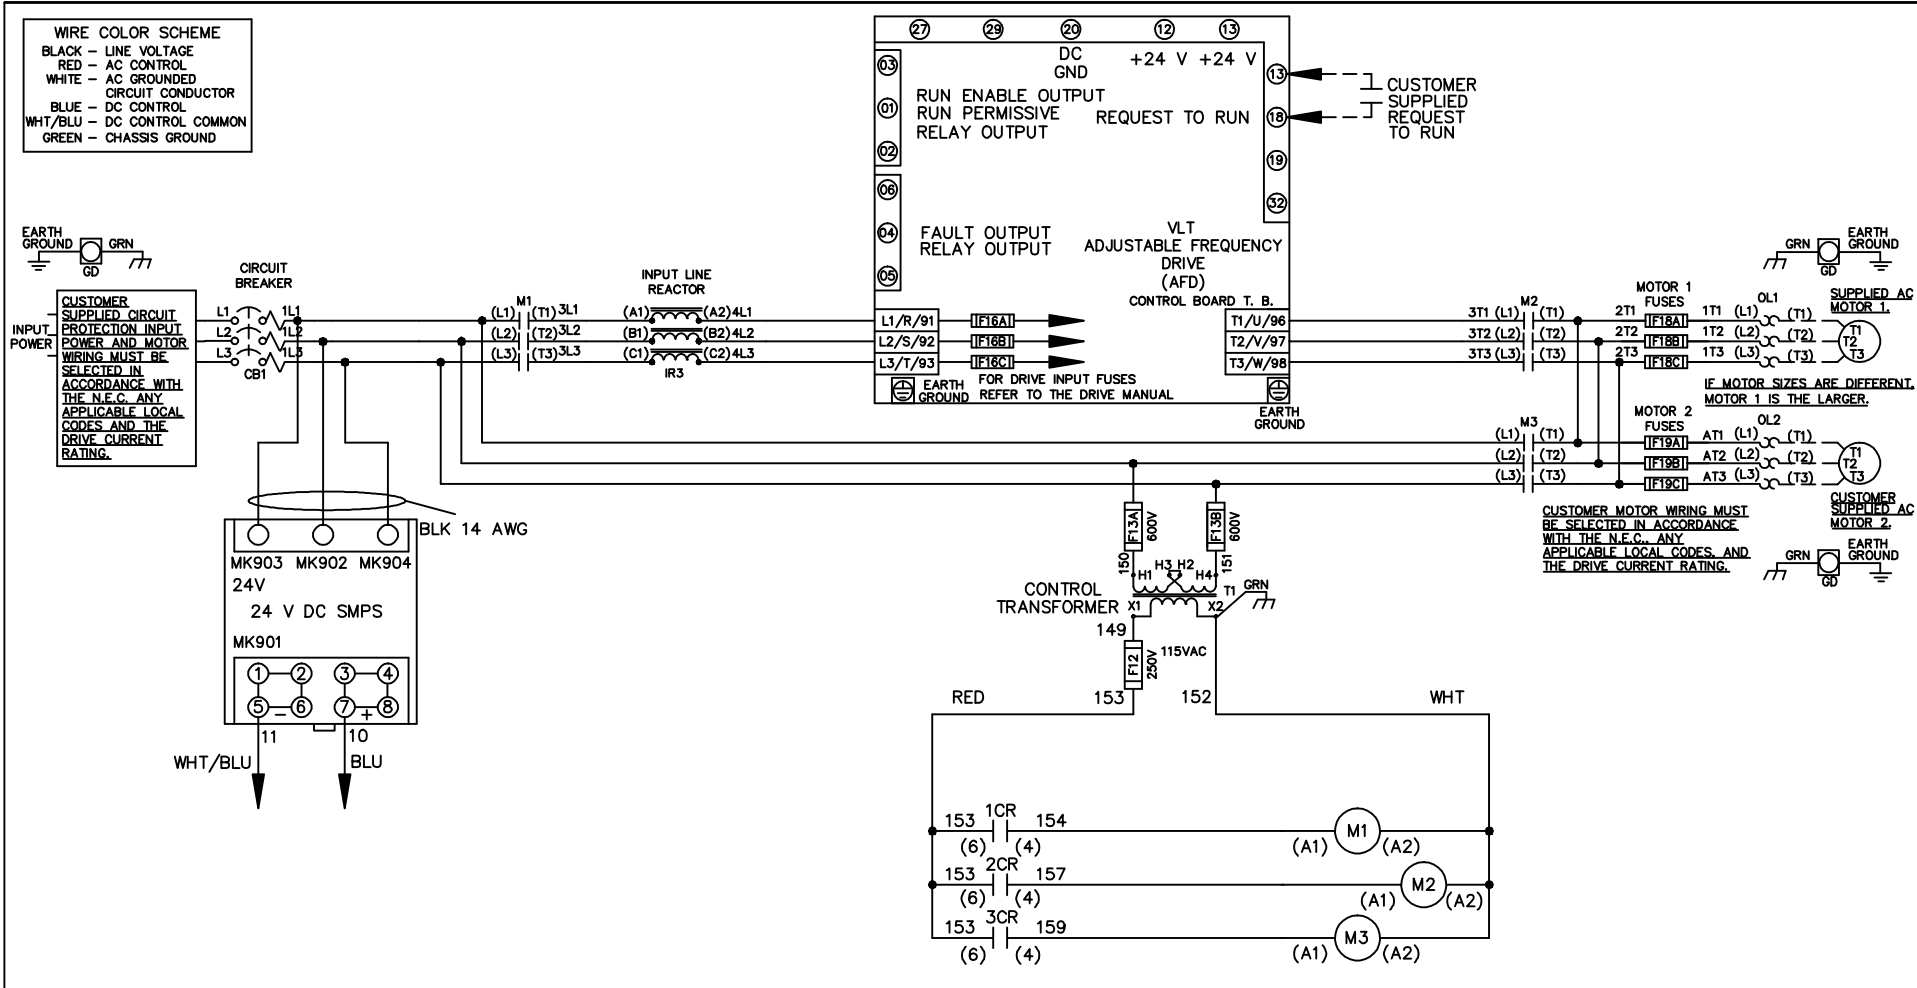 WIRE COLOR SCHEME
BLACK – LINE VOLTAGE
RED – AC CONTROL
WHITE – AC GROUNDED
CIRCUIT CONDUCTOR
BLUE – DC CONTROL
WHT/BLU – DC CONTROL COMMON
GREEN – CHASSIS GROUND
27 29 20 12 13
DC
GND
+24 V +24 V
03
01
02
RUN ENABLE OUTPUT
RUN PERMISSIVE
RELAY OUTPUT
REQUEST TO RUN
13
18
19
32
CUSTOMER
SUPPLIED
REQUEST
TO RUN
06
04
05
FAULT OUTPUT
RELAY OUTPUT
VLT
ADJUSTABLE FREQUENCY
DRIVE
(AFD)
CONTROL BOARD T. B.
L1/R/91 F16A T1/U/96
L2/S/92 F16B T2/V/97
L3/T/93 F16C T3/W/98
EARTH
GROUND
FOR DRIVE INPUT FUSES
REFER TO THE DRIVE MANUAL
EARTH
GROUND
EARTH
GROUND
GRN
GD
CIRCUIT
BREAKER
INPUT
POWER
CUSTOMER
SUPPLIED CIRCUIT
PROTECTION INPUT
POWER AND MOTOR
WIRING MUST BE
SELECTED IN
ACCORDANCE WITH
THE N.E.C. ANY
APPLICABLE LOCAL
CODES AND THE
DRIVE CURRENT
RATING.
L1 1L1
L2 1L2
L3 1L3
CB1
M1
(L1) (T1) 3L1
(L2) (T2) 3L2
(L3) (T3) 3L3
INPUT LINE
REACTOR
(A1) (A2) 4L1
(B1) (B2) 4L2
(C1) (C2) 4L3
IR3
M2
3T1 (L1) (T1)
3T2 (L2) (T2)
3T3 (L3) (T3)
MOTOR 1
FUSES
2T1 F18A 1T1 (L1) (T1)
2T2 F18B 1T2 (L2) (T2)
2T3 F18C 1T3 (L3) (T3)
OL1
T1
T2
T3
GRN
GD
EARTH
GROUND
SUPPLIED AC
MOTOR 1.
IF MOTOR SIZES ARE DIFFERENT,
MOTOR 1 IS THE LARGER.
M3
(L1) (T1)
(L2) (T2)
(L3) (T3)
MOTOR 2
FUSES
F19A AT1 (L1) (T1)
F19B AT2 (L2) (T2)
F19C AT3 (L3) (T3)
OL2
T1
T2
T3
CUSTOMER
SUPPLIED AC
MOTOR 2.
CUSTOMER MOTOR WIRING MUST
BE SELECTED IN ACCORDANCE
WITH THE N.E.C., ANY
APPLICABLE LOCAL CODES, AND
THE DRIVE CURRENT RATING.
GRN
GD
EARTH
GROUND
BLK 14 AWG
MK903 MK902 MK904
24V
24 V DC SMPS
MK901
1 2 3 4
5 – 6 7 + 8
11 10
WHT/BLU BLU
F13A
600V
F13B
600V
150
151
H1 H3 H2 H4
CONTROL
TRANSFORMER
X1 X2
T1
GRN
149
F12
250V
115VAC
RED 153 152 WHT
153 1CR 154 M1
(6) (4) (A1) (A2)
153 2CR 157 M2
(6) (4) (A1) (A2)
153 3CR 159 M3
(6) (4) (A1) (A2)